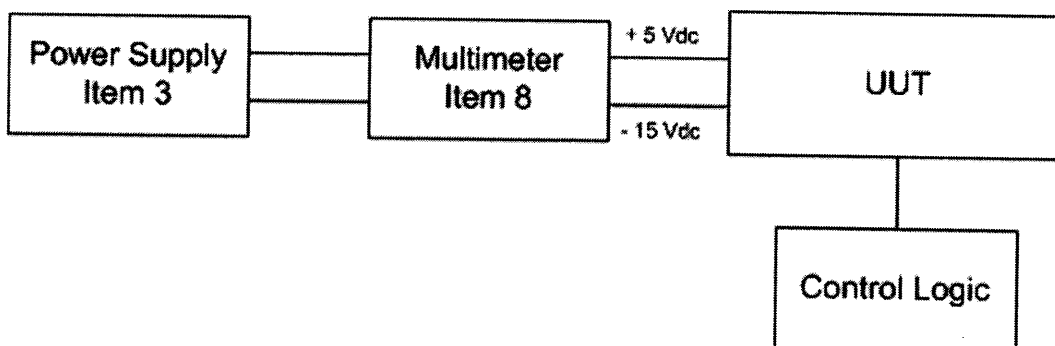 Power Supply
Item 3
Multimeter
Item 8
+ 5 Vdc
- 15 Vdc
UUT
Control Logic